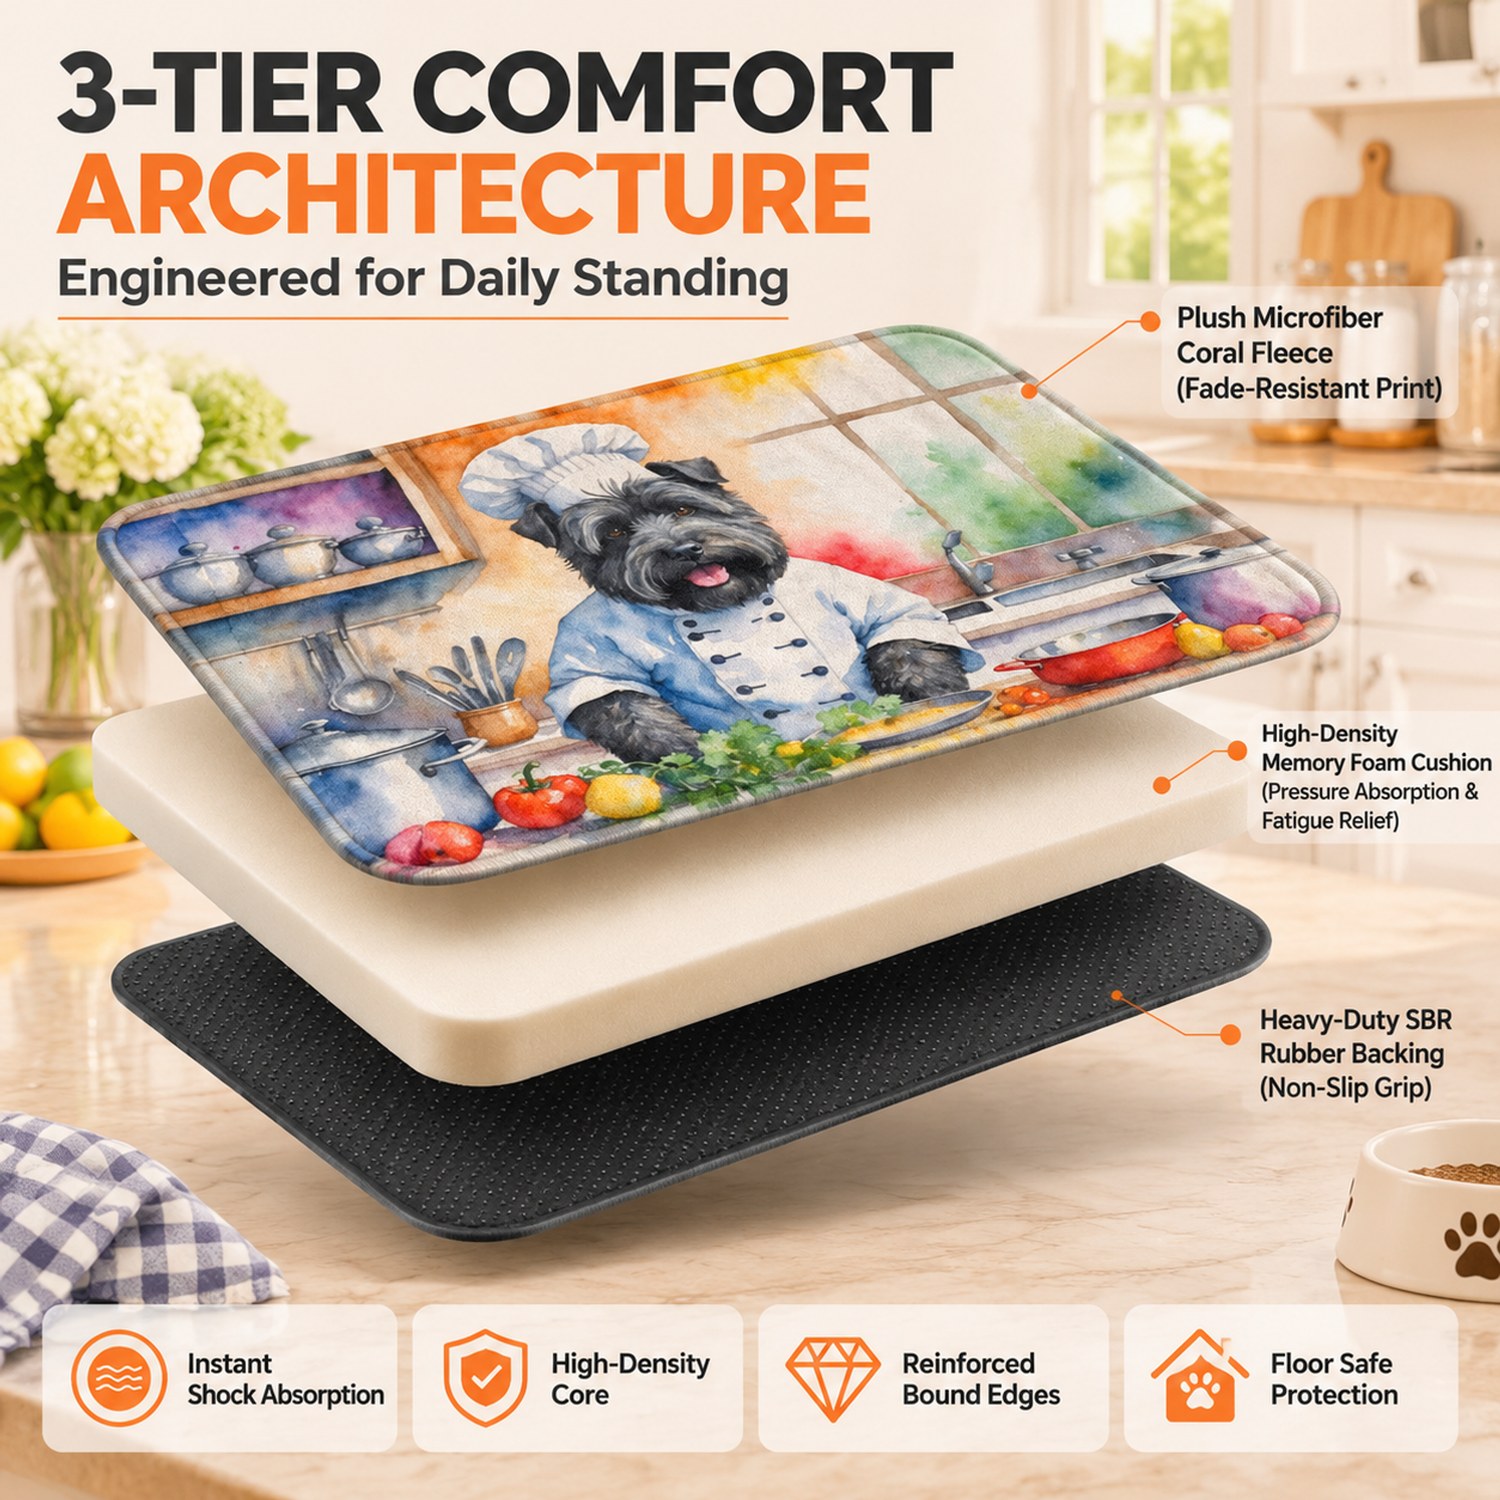 3-TIER COMFORT
ARCHITECTURE
Engineered for Daily Standing
Plush Microfiber
Coral Fleece
(Fade-Resistant Print)
High-Density
Memory Foam Cushion
(Pressure Absorption &
Fatigue Relief)
Heavy-Duty SBR
Rubber Backing
(Non-Slip Grip)
Instant
Shock Absorption
High-Density
Core
Reinforced
Bound Edges
Floor Safe
Protection